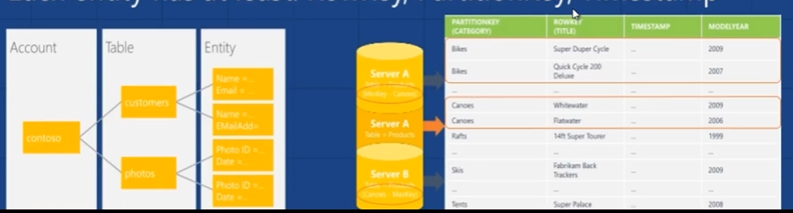 Each entity has at least RowKey, PartitionKey, Timestamp
Account
Table
Entity
contoso
customers
photos
Name =...
Email = ...
Name =...
EMailAdd=
Photo ID =...
Date =...
Photo ID =...
Date =...
Server A
Server A
Table = Products
Server B
PARTITIONKEY
(CATEGORY)
ROWKEY
(TITLE)
TIMESTAMP
MODELYEAR
Bikes
Super Duper Cycle
...
2009
Bikes
Quick Cycle 200
Deluxe
...
2007
...
...
...
...
Canoes
Whitewater
...
2009
Canoes
Flatwater
...
2006
Rafts
14ft Super Tourer
...
1999
...
...
...
...
Skis
Fabrikam Back
Trackers
...
2009
...
...
...
...
Tents
Super Palace
...
2008